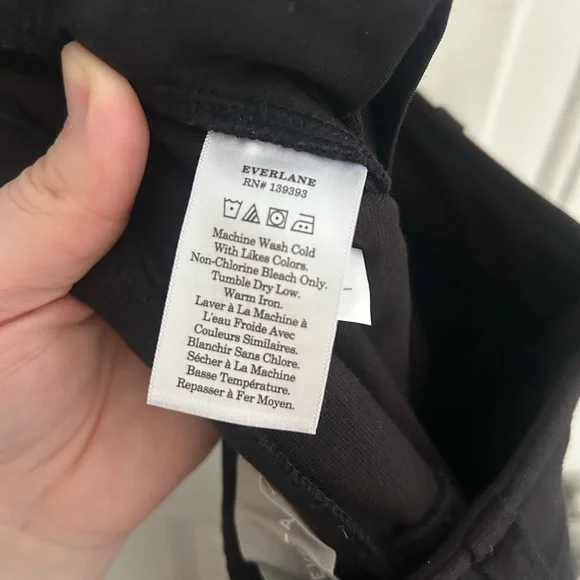 EVERLANE
RN# 139393
Machine Wash Cold
With Likes Colors.
Non-Chlorine Bleach Only.
Tumble Dry Low.
Warm Iron.
Laver à La Machine à
L'eau Froide Avec
Couleurs Similaires.
Blanchir Sans Chlore.
Sécher à La Machine
Basse Température.
Repasser à Fer Moyen.